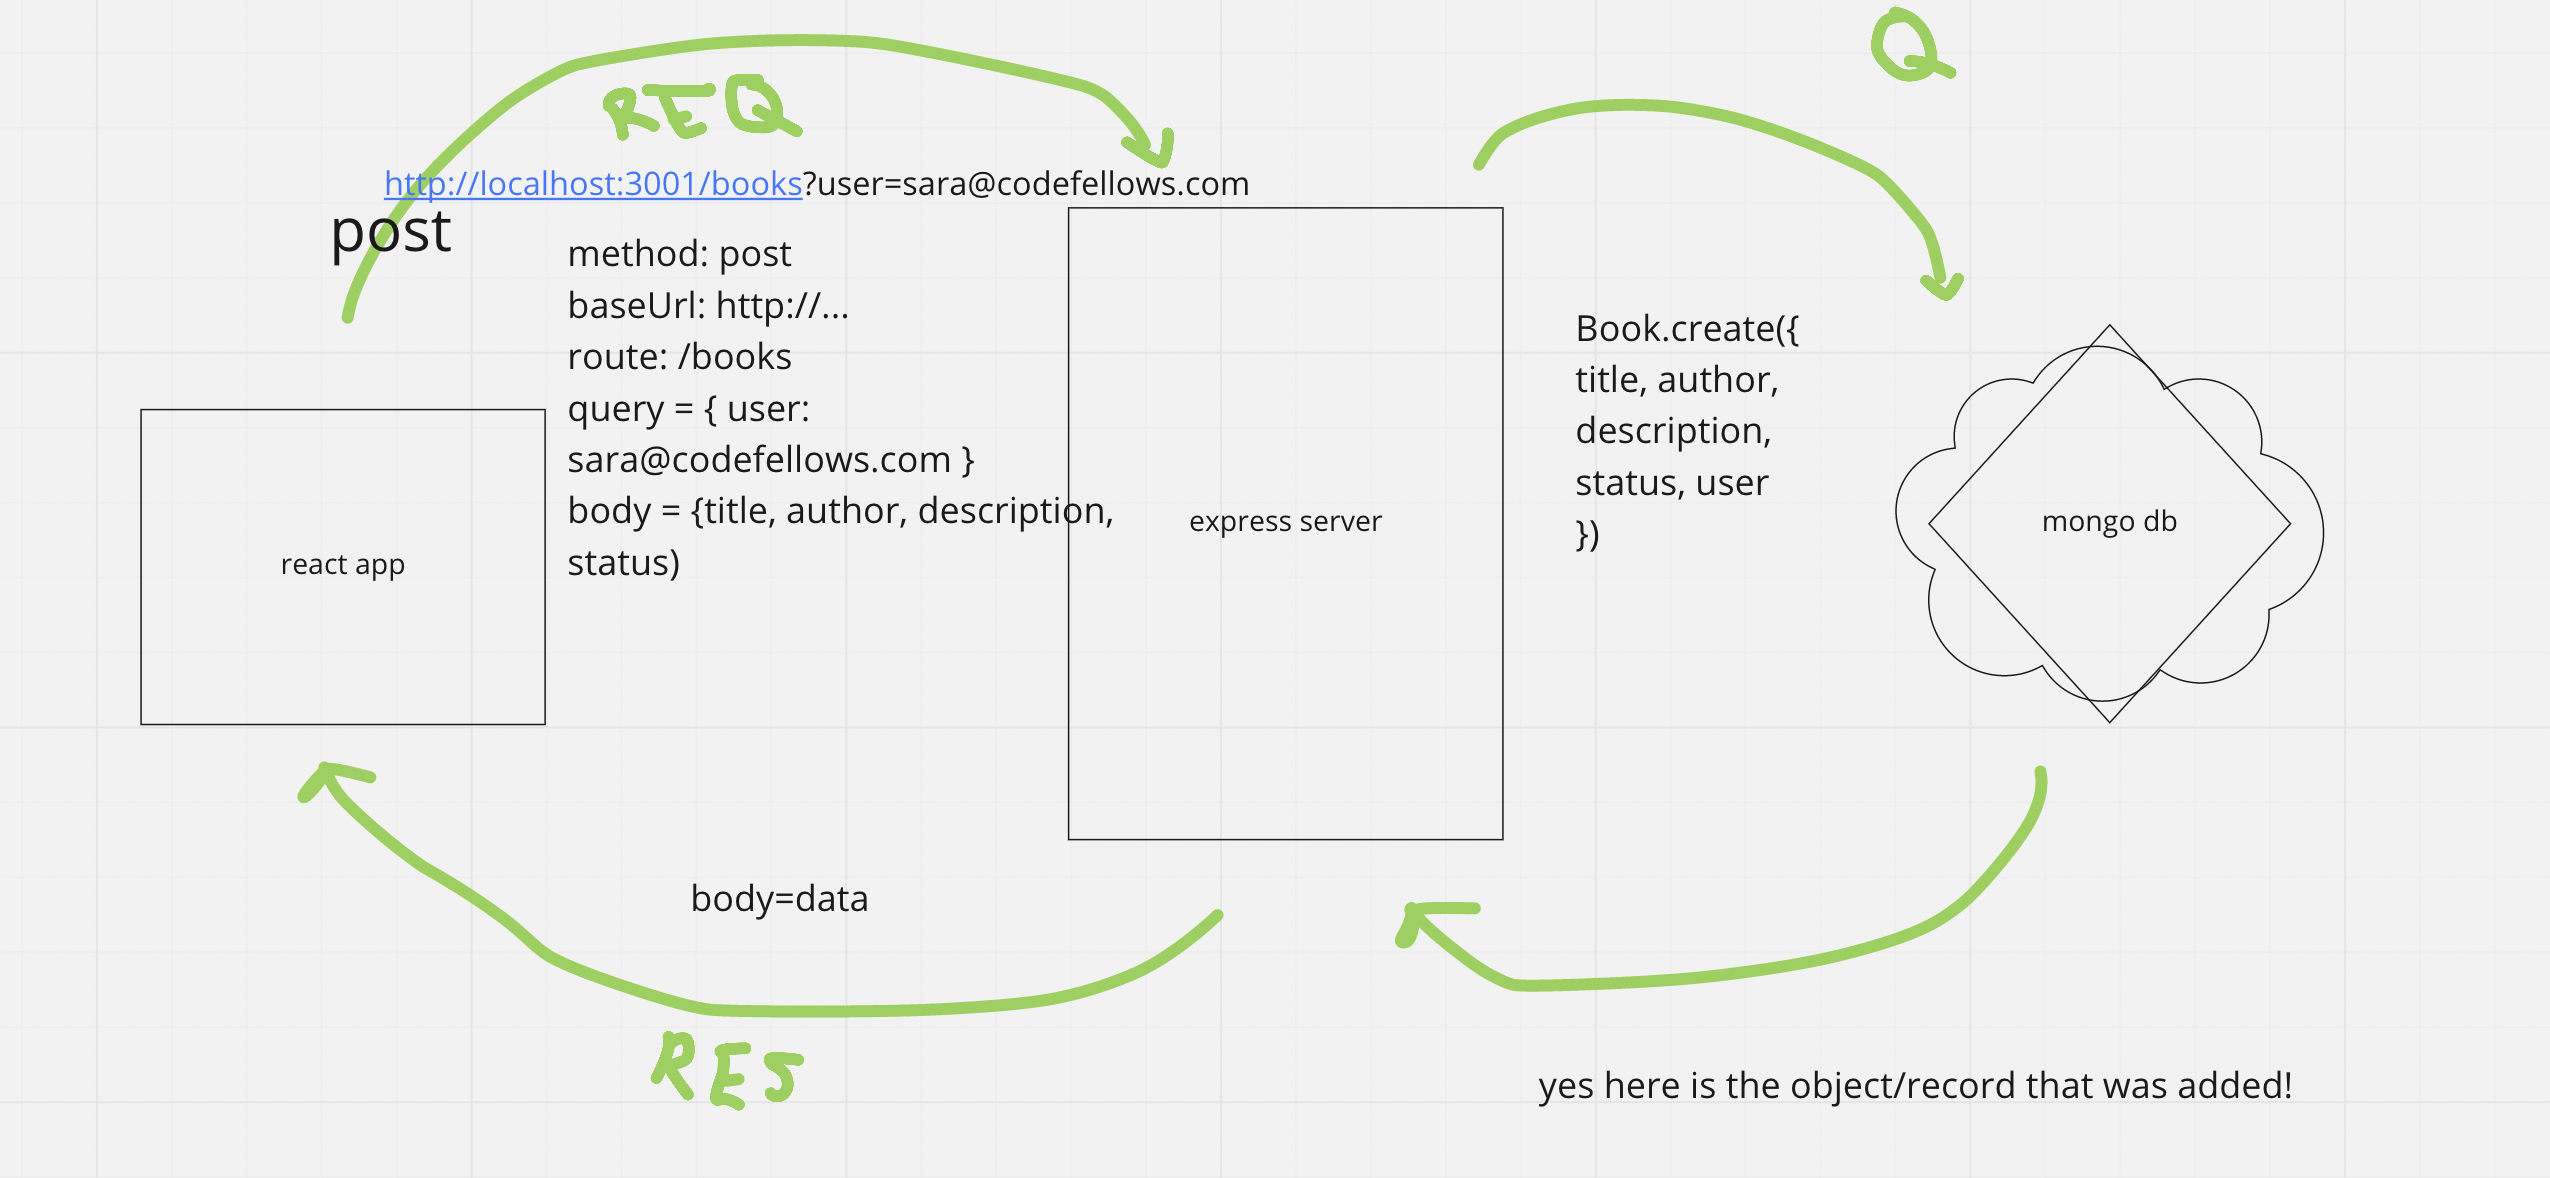 Q
REQ
http://localhost:3001/books?user=sara@codefellows.com
post
method: post
baseUrl: http://...
route: /books
query = { user:
sara@codefellows.com }
body = {title, author, description,
status)
react app
express server
Book.create({
title, author,
description,
status, user
})
mongo db
body=data
RES
yes here is the object/record that was added!